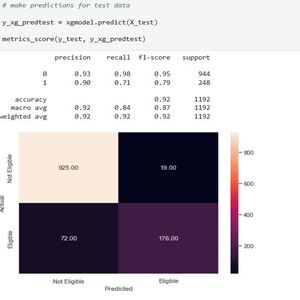 # make predictions for test data
y_xg_predtest = xgmodel.predict(X_test)
metrics_score(y_test, y_xg_predtest)
precision recall f1-score support
0 0.93 0.98 0.95 944
1 0.90 0.71 0.79 248
accuracy 0.92 1192
macro avg 0.92 0.84 0.87 1192
weighted avg 0.92 0.92 0.92 1192
Not Eligible
925.00 19.00
800
600
Actual
Eligible
72.00 176.00
400
200
Not Eligible Eligible
Predicted